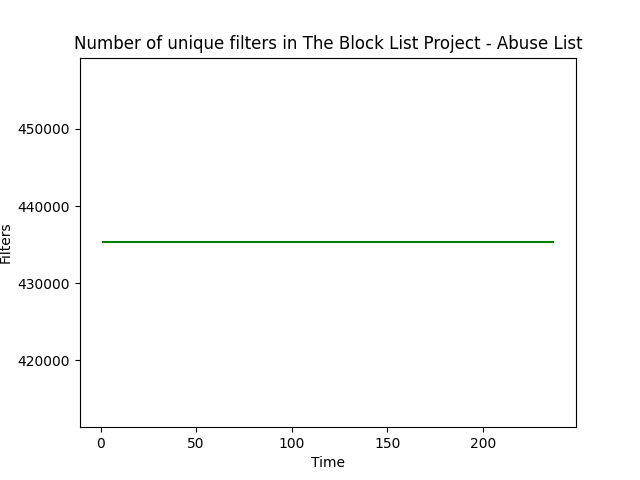 Number of unique filters in The Block List Project - Abuse List
450000
440000
430000
420000
Filters
0 50 100 150 200
Time